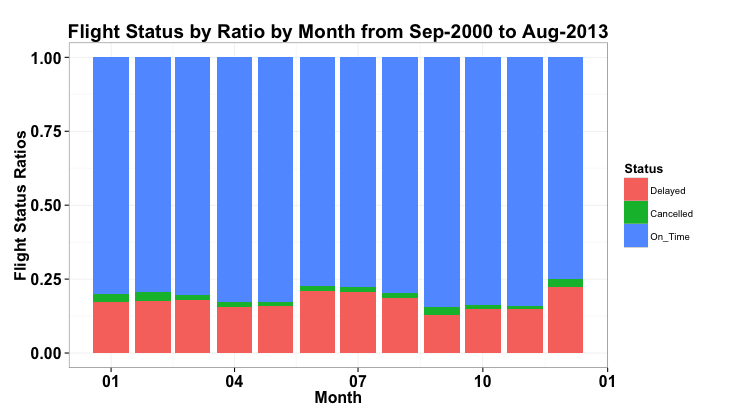 Flight Status by Ratio by Month from Sep-2000 to Aug-2013
Flight Status Ratios
1.00
0.75
0.50
0.25
0.00
01 04 07 10 01
Month
Status
Delayed
Cancelled
On_Time